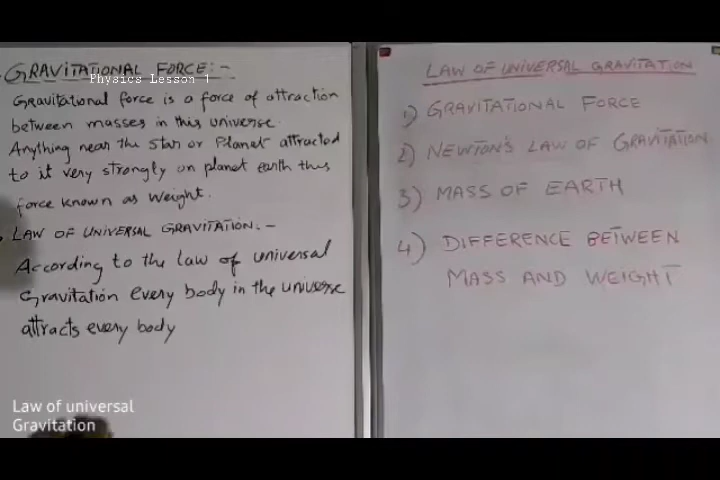 GRAVITATIONAL FORCE:-
Physics Lesson 1
Gravitational force is a force of attraction
between masses in this universe.
Anything near the star or Planet attracted
to it very strongly on planet earth this
force known as weight.
LAW OF UNIVERSAL GRAVITATION.-
According to the law of universal
Gravitation every body in the universe
attracts every body
LAW OF UNIVERSAL GRAVITATION
1) GRAVITATIONAL FORCE
2) NEWTON'S LAW OF GRAVITATION
3) MASS OF EARTH
4) DIFFERENCE BETWEEN
MASS AND WEIGHT
Law of universal
Gravitation